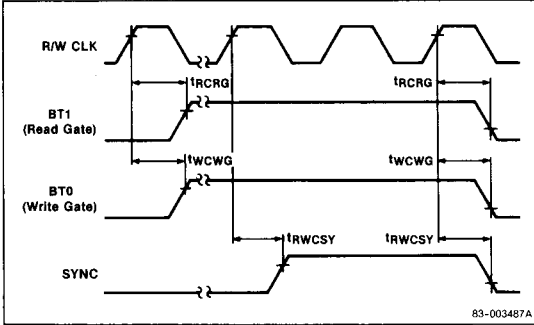 R/W CLK
tRCRG tRCRG
BT1
(Read Gate)
tWCWG tWCWG
BT0
(Write Gate)
tRWCSY tRWCSY
SYNC
83-003487A